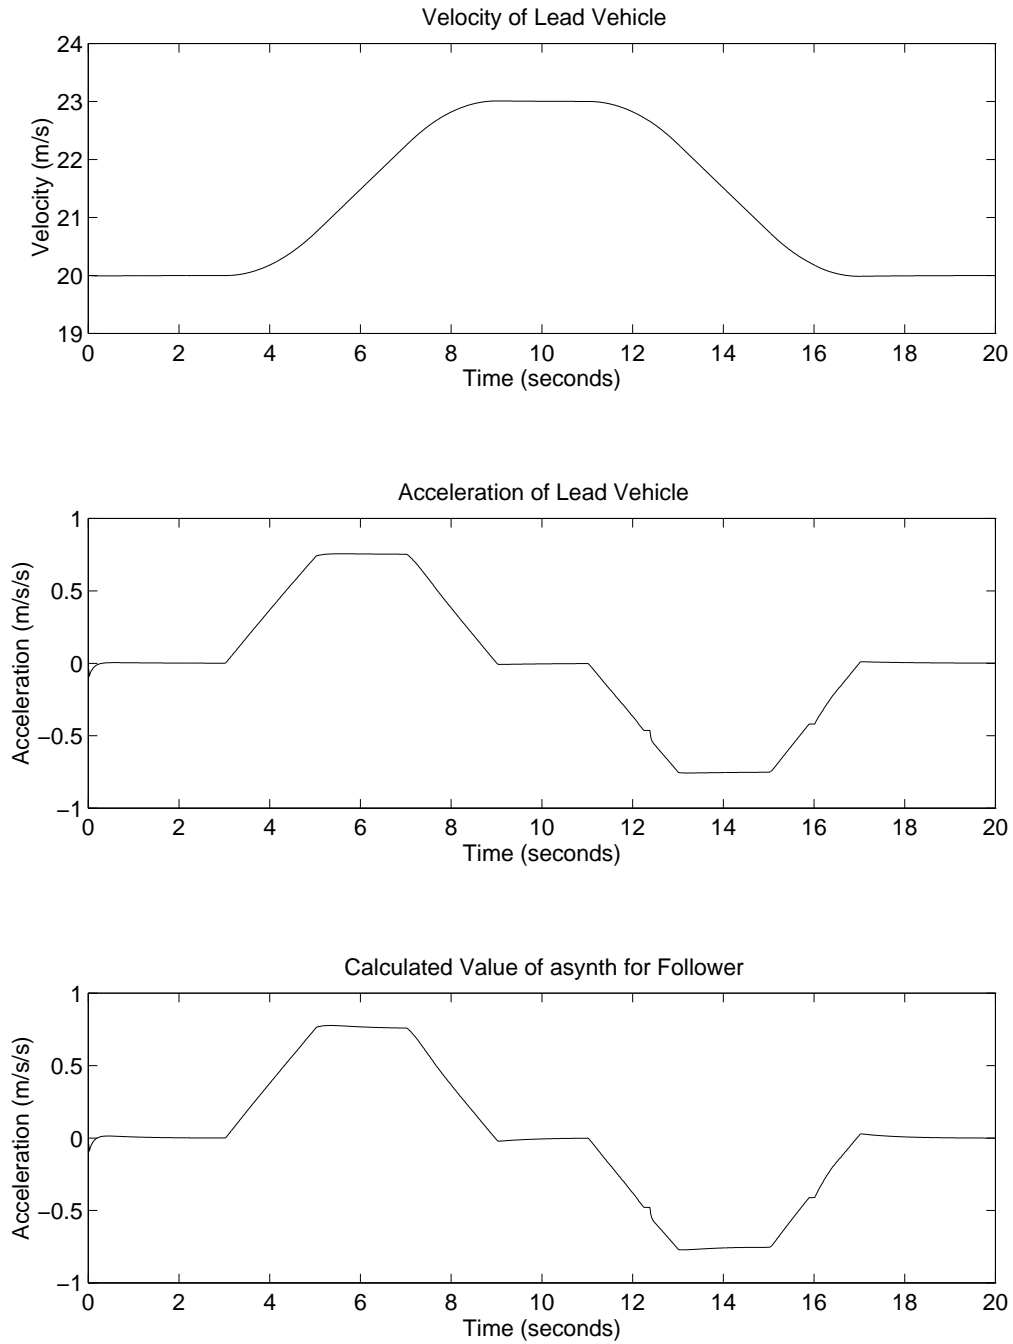 Velocity of Lead Vehicle
24
23
22
21
20
19
Velocity (m/s)
0 2 4 6 8 10 12 14 16 18 20
Time (seconds)
Acceleration of Lead Vehicle
1
0.5
0
−0.5
−1
Acceleration (m/s/s)
0 2 4 6 8 10 12 14 16 18 20
Time (seconds)
Calculated Value of asynth for Follower
1
0.5
0
−0.5
−1
Acceleration (m/s/s)
0 2 4 6 8 10 12 14 16 18 20
Time (seconds)